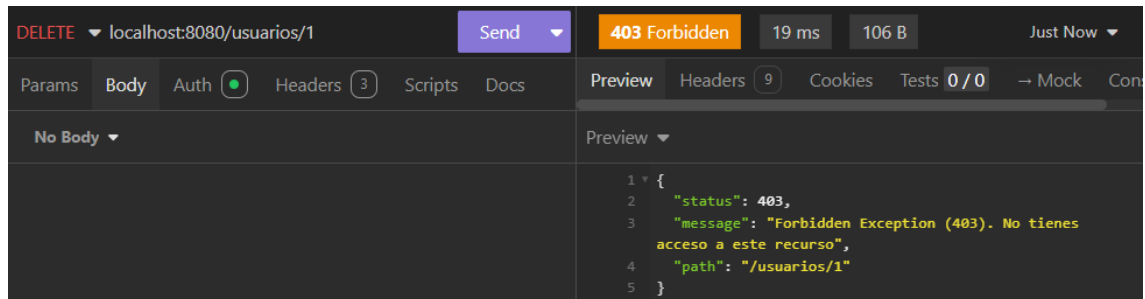 DELETE localhost:8080/usuarios/1 Send
403 Forbidden 19 ms 106 B Just Now
Params Body Auth Headers 3 Scripts Docs
Preview Headers 9 Cookies Tests 0 / 0 → Mock Cons
No Body
Preview
1 {
2 "status": 403,
3 "message": "Forbidden Exception (403). No tienes
acceso a este recurso",
4 "path": "/usuarios/1"
5 }